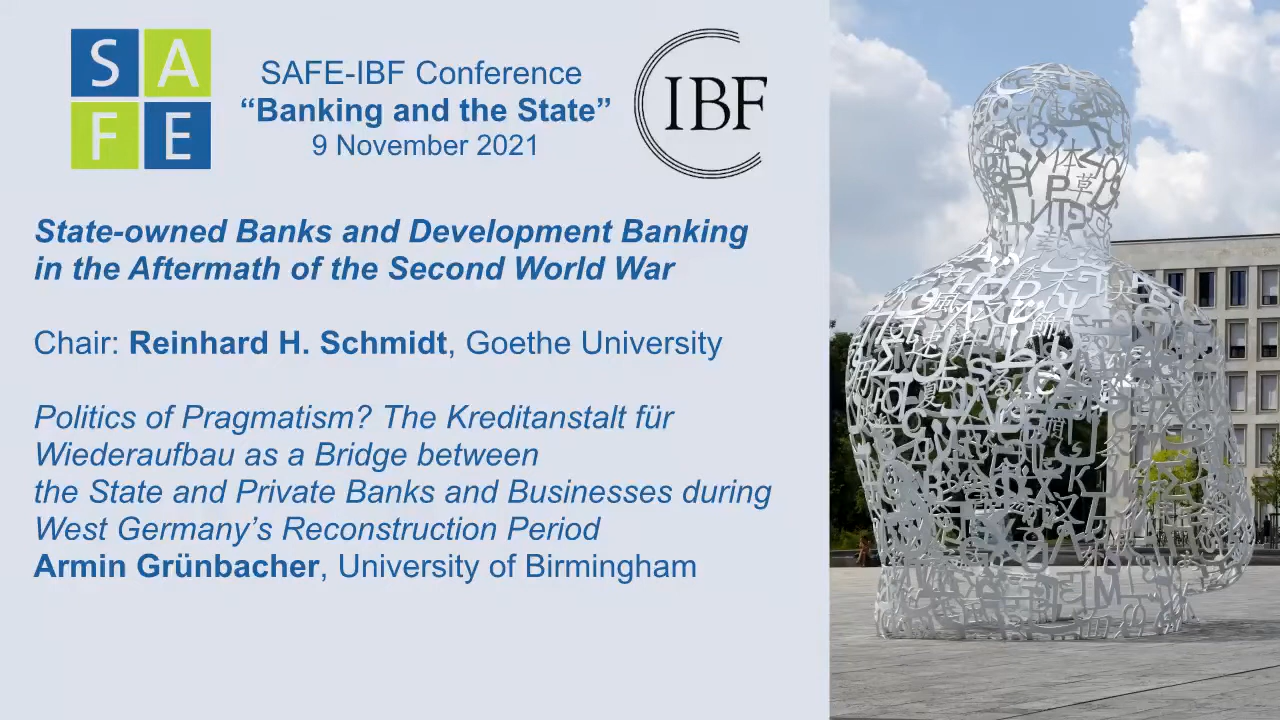 SAFE
SAFE-IBF Conference
“Banking and the State”
9 November 2021
IBF
State-owned Banks and Development Banking
in the Aftermath of the Second World War
Chair: Reinhard H. Schmidt, Goethe University
Politics of Pragmatism? The Kreditanstalt für
Wiederaufbau as a Bridge between
the State and Private Banks and Businesses during
West Germany’s Reconstruction Period
Armin Grünbacher, University of Birmingham